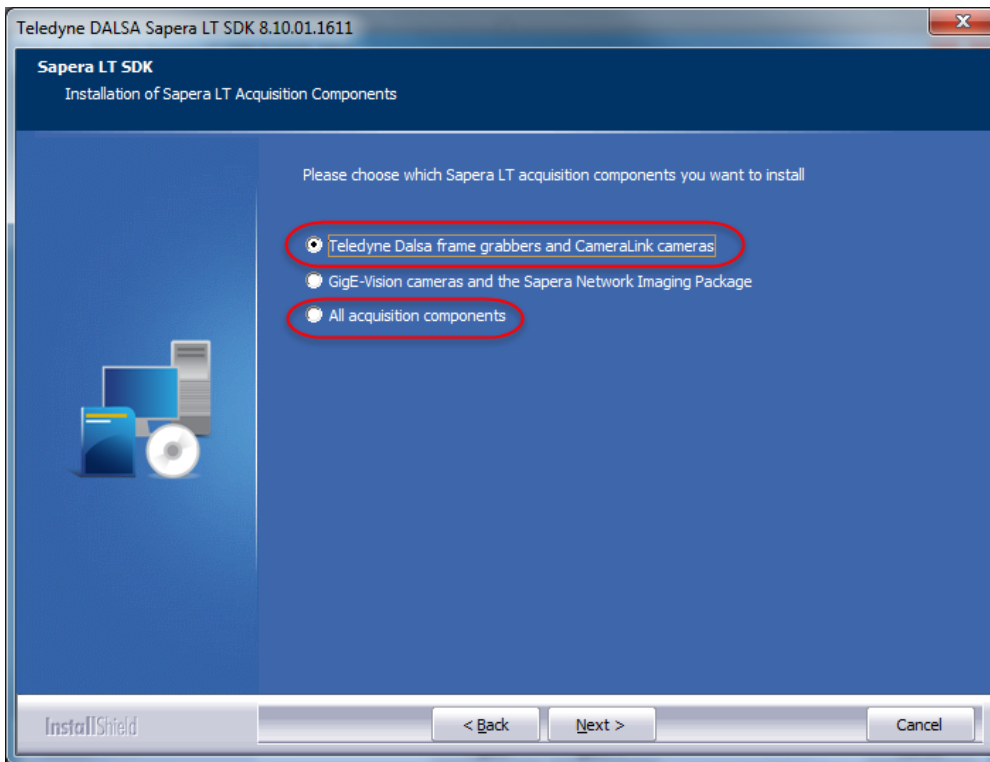 Teledyne DALSA Sapera LT SDK 8.10.01.1611
Sapera LT SDK
Installation of Sapera LT Acquisition Components
Please choose which Sapera LT acquisition components you want to install
Teledyne Dalsa frame grabbers and CameraLink cameras
GigE-Vision cameras and the Sapera Network Imaging Package
All acquisition components
InstallShield
< Back
Next >
Cancel